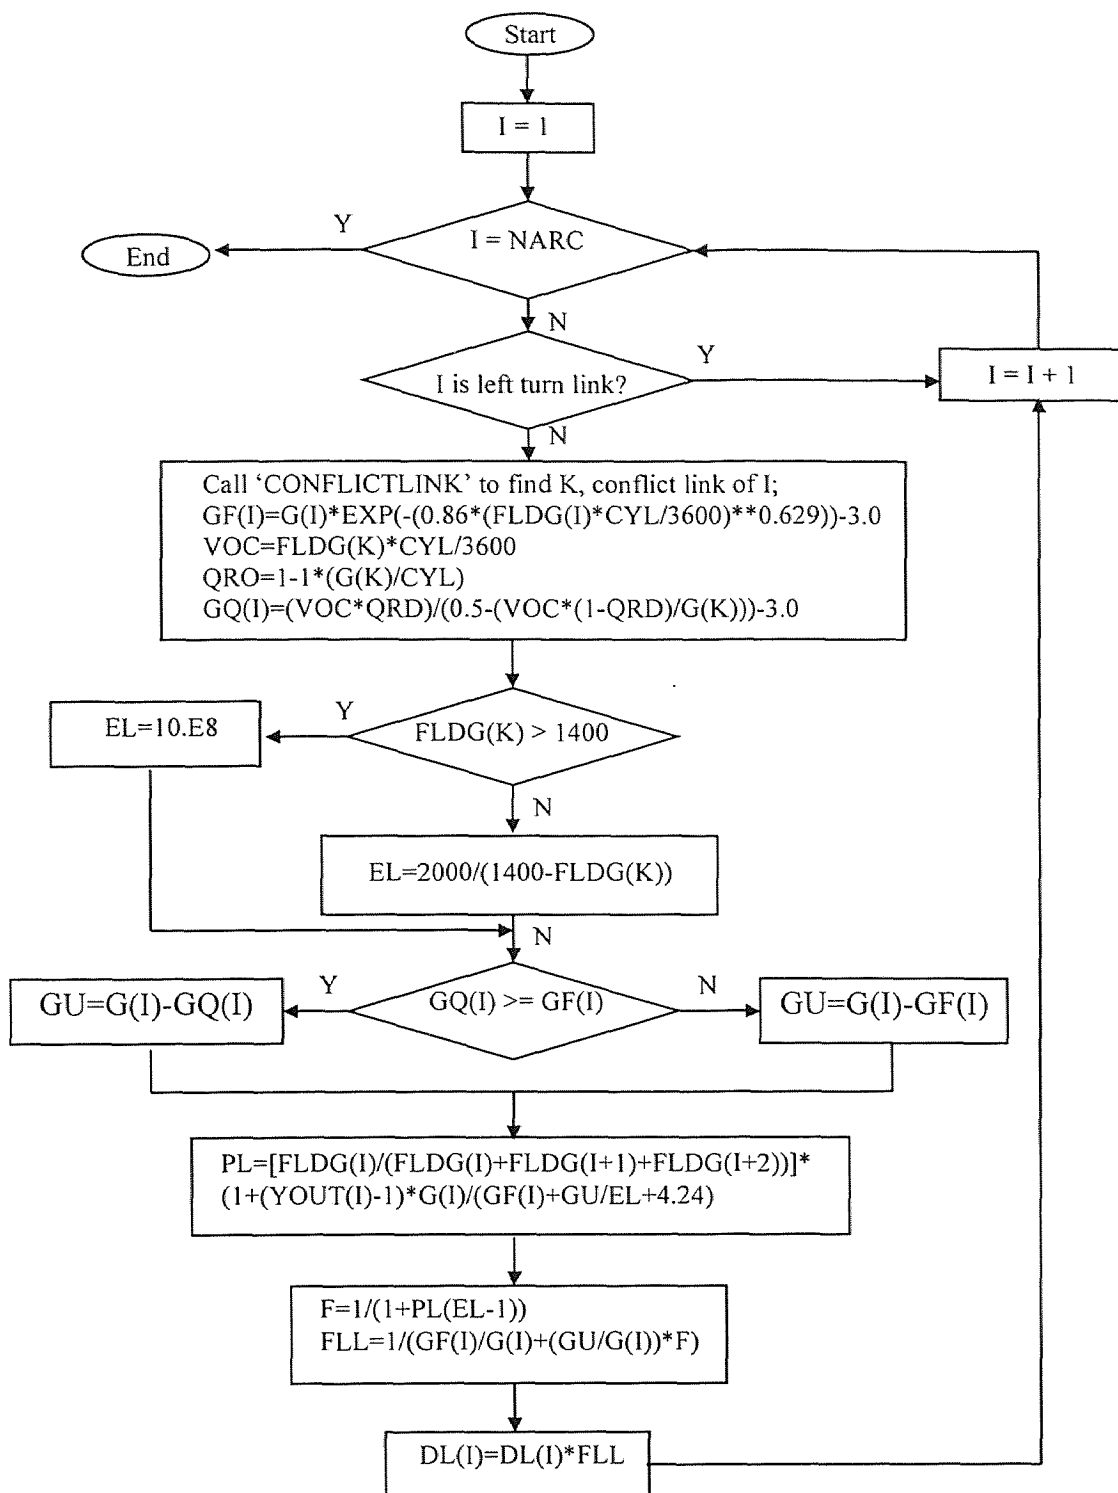 Start
I = 1
I = NARC
Y
End
N
I is left turn link?
Y
I = I + 1
N
Call ‘CONFLICTLINK’ to find K, conflict link of I;
GF(I)=G(I)*EXP(-(0.86*(FLDG(I)*CYL/3600)**0.629))-3.0
VOC=FLDG(K)*CYL/3600
QRO=1-1*(G(K)/CYL)
GQ(I)=(VOC*QRD)/(0.5-(VOC*(1-QRD)/G(K)))-3.0
FLDG(K) > 1400
Y
EL=10.E8
N
EL=2000/(1400-FLDG(K))
N
GQ(I) >= GF(I)
Y
GU=G(I)-GQ(I)
N
GU=G(I)-GF(I)
PL=[FLDG(I)/(FLDG(I)+FLDG(I+1)+FLDG(I+2))]*
(1+(YOUT(I)-1)*G(I)/(GF(I)+GU/EL+4.24)
F=1/(1+PL(EL-1))
FLL=1/(GF(I)/G(I)+(GU/G(I))*F)
DL(I)=DL(I)*FLL